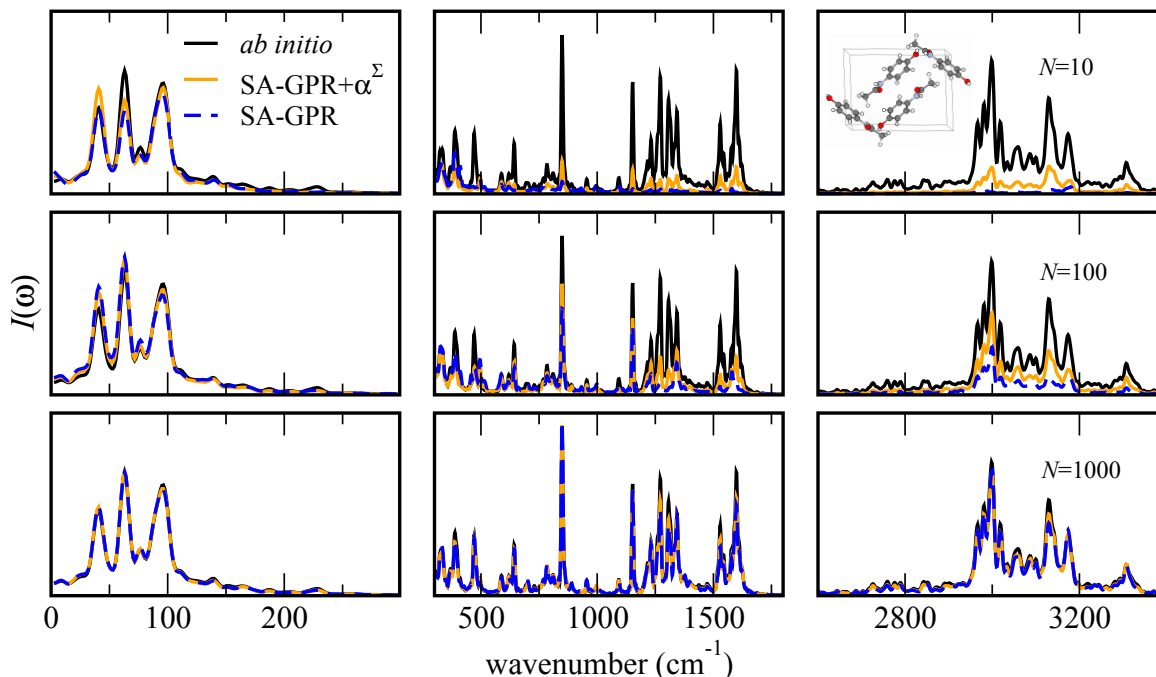 ab initio
SA-GPR+α^Σ
SA-GPR
N=10
N=100
N=1000
I(ω)
0 100 200
500 1000 1500
2800 3200
wavenumber (cm⁻¹)